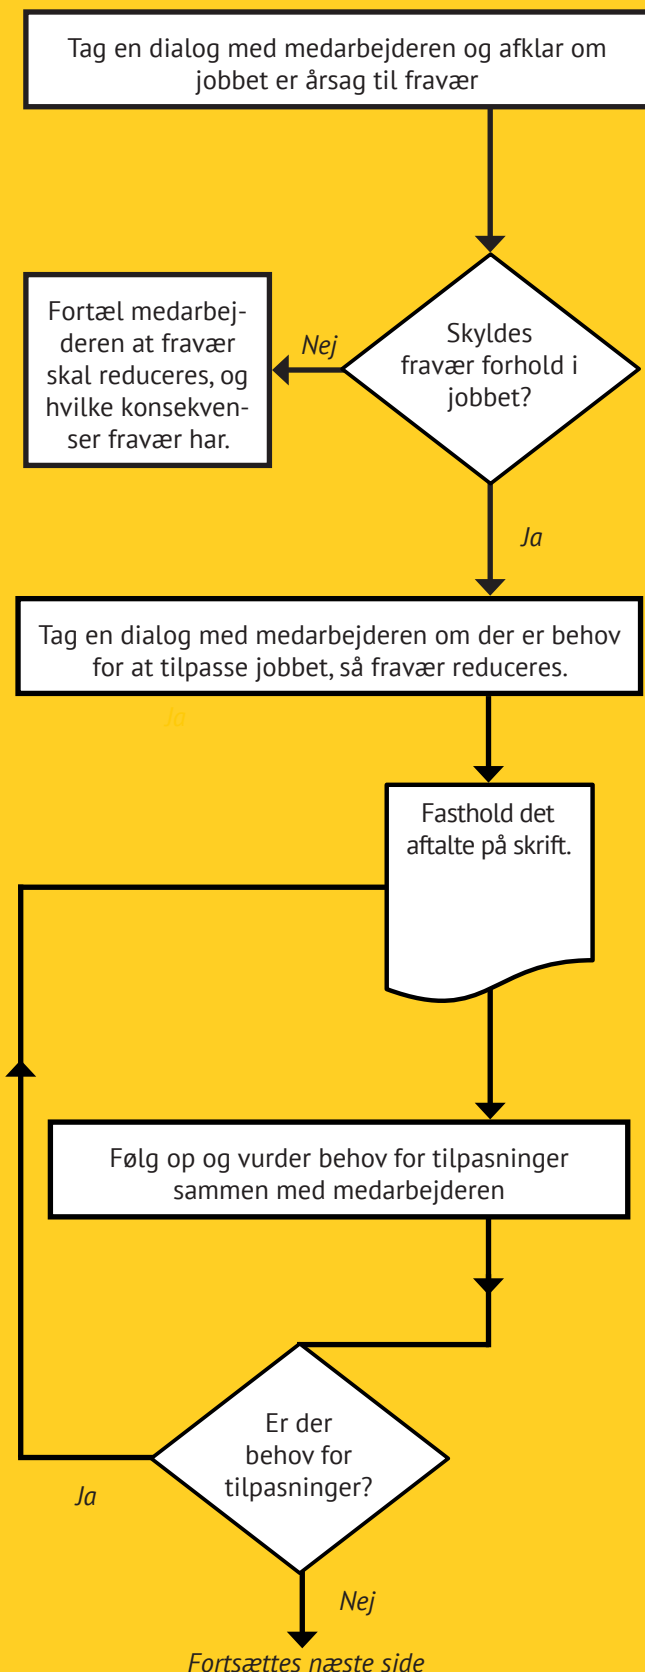 Tag en dialog med medarbejderen og afklar om
jobbet er årsag til fravær
Skyldes
fravær forhold i
jobbet?
Nej
Fortæl medarbej-
deren at fravær
skal reduceres, og
hvilke konsekven-
ser fravær har.
Ja
Tag en dialog med medarbejderen om der er behov
for at tilpasse jobbet, så fravær reduceres.
Ja
Fasthold det
aftalte på skrift.
Følg op og vurder behov for tilpasninger
sammen med medarbejderen
Er der
behov for
tilpasninger?
Ja
Nej
Fortsættes næste side